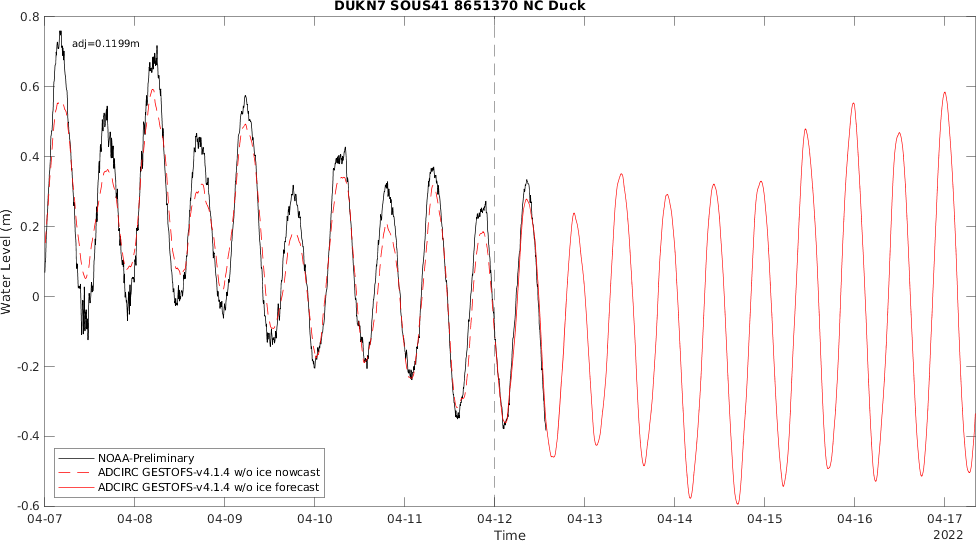 DUKN7 SOUS41 8651370 NC Duck
adj=0.1199m
0.8
0.6
0.4
0.2
0
-0.2
-0.4
-0.6
Water Level (m)
NOAA-Preliminary
ADCIRC GESTOFS-v4.1.4 w/o ice nowcast
ADCIRC GESTOFS-v4.1.4 w/o ice forecast
04-07 04-08 04-09 04-10 04-11 04-12 04-13 04-14 04-15 04-16 04-17
Time 2022